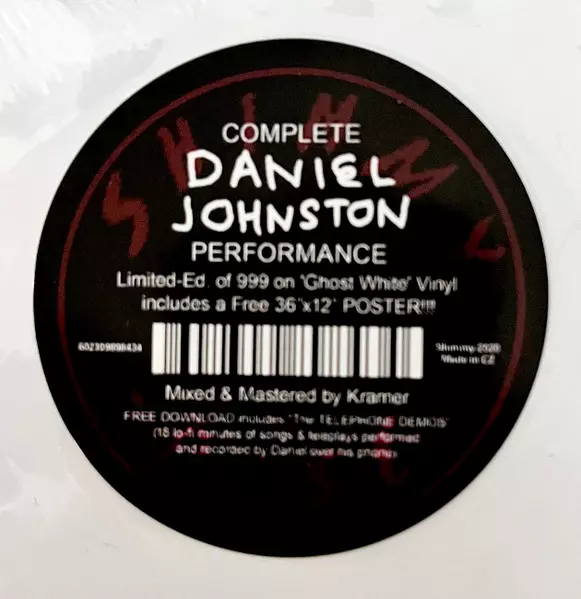 SHIMMY
COMPLETE
DANIEL
JOHNSTON
PERFORMANCE
Limited-Ed. of 999 on "Ghost White" Vinyl
includes a Free 36"x12" POSTER!!!!
602309898434
Shimmy 2020
Made in CZ
Mixed & Mastered by Kramer
FREE DOWNLOAD includes "The TELEPHONE DEMOS"
(18 lo-fi minutes of songs & teleplays performed
and recorded by Daniel over his phone)